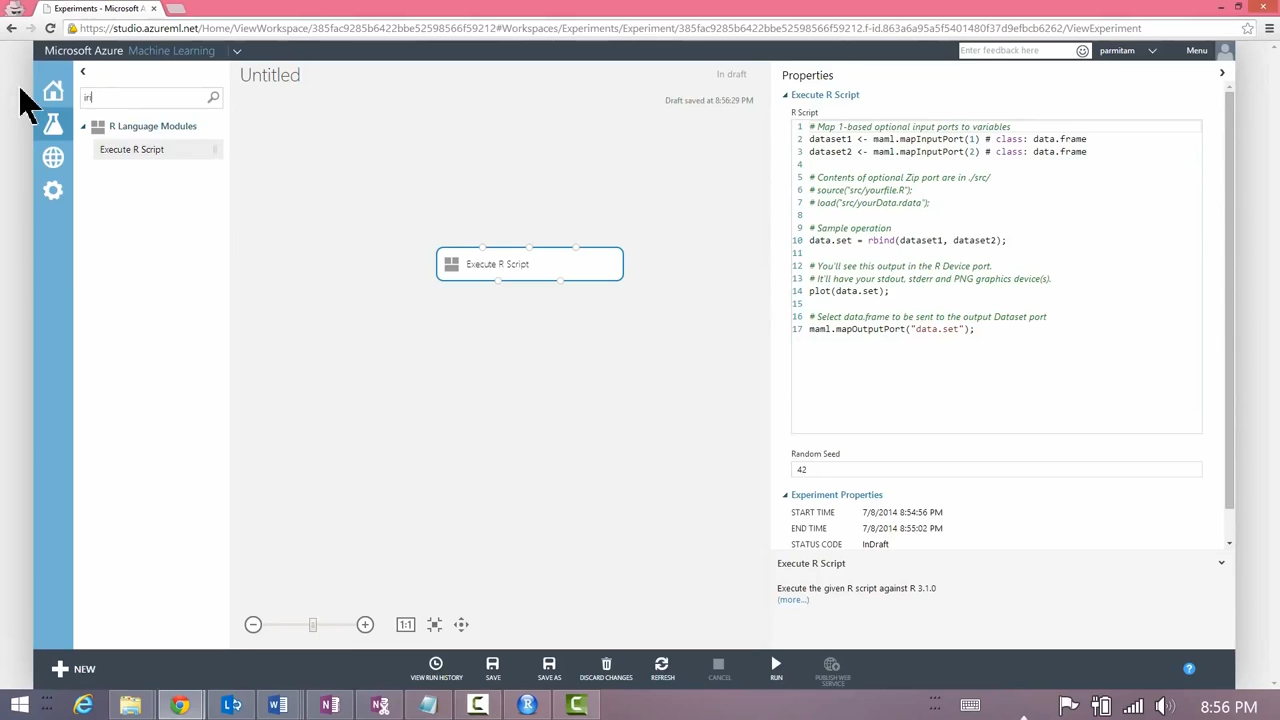 Experiments - Microsoft A
https://studio.azureml.net/Home/ViewWorkspace/385fac9285b6422bbe52598566f59212#Workspaces/Experiments/Experiment/385fac9285b6422bbe52598566f59212.f-id.863a6a95a5f5401480f37d9efbcb6262/ViewExperiment
Microsoft Azure Machine Learning
Enter feedback here
parmitam
Menu
in
R Language Modules
Execute R Script
Untitled
In draft
Draft saved at 8:56:29 PM
Execute R Script
Properties
Execute R Script
R Script
1 # Map 1-based optional input ports to variables
2 dataset1 <- maml.mapInputPort(1) # class: data.frame
3 dataset2 <- maml.mapInputPort(2) # class: data.frame
4
5 # Contents of optional Zip port are in ./src/
6 # source("src/yourfile.R");
7 # load("src/yourData.rdata");
8
9 # Sample operation
10 data.set = rbind(dataset1, dataset2);
11
12 # You'll see this output in the R Device port.
13 # It'll have your stdout, stderr and PNG graphics device(s).
14 plot(data.set);
15
16 # Select data.frame to be sent to the output Dataset port
17 maml.mapOutputPort("data.set");
Random Seed
42
Experiment Properties
START TIME 7/8/2014 8:54:56 PM
END TIME 7/8/2014 8:55:02 PM
STATUS CODE InDraft
Execute R Script
Execute the given R script against R 3.1.0
(more...)
1:1
NEW
VIEW RUN HISTORY
SAVE
SAVE AS
DISCARD CHANGES
REFRESH
CANCEL
RUN
PUBLISH WEB
SERVICE
8:56 PM